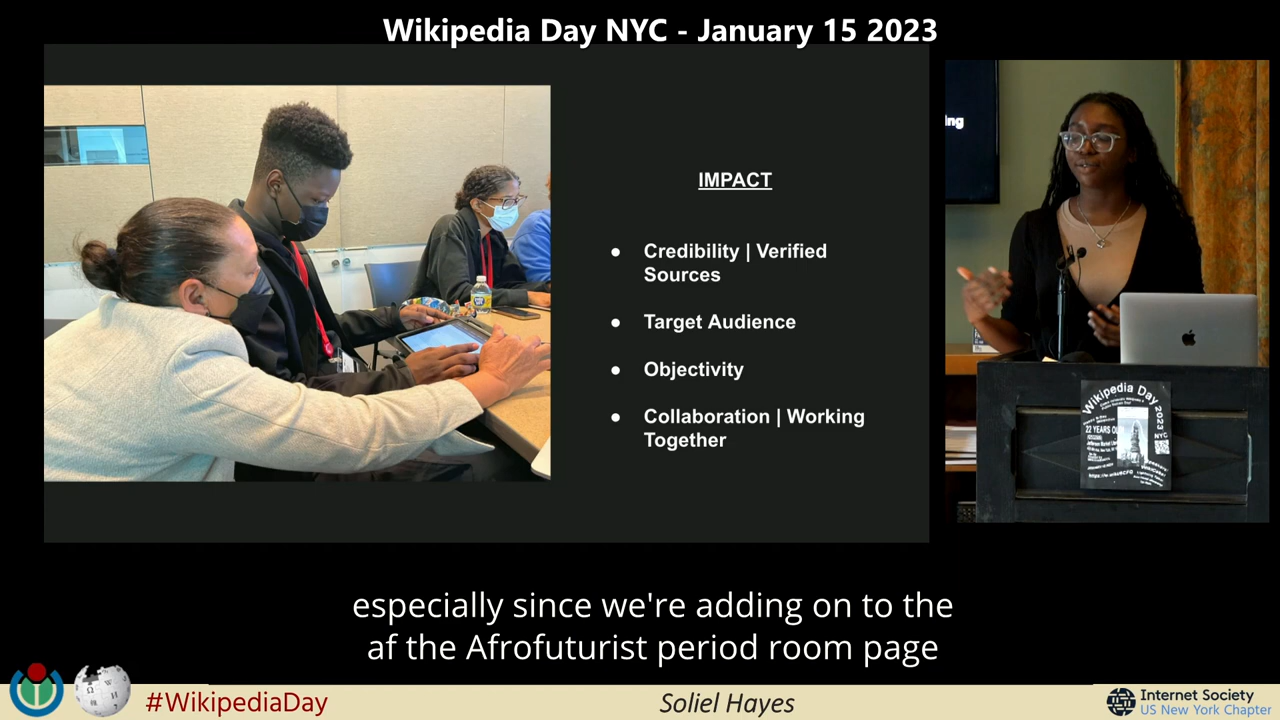 Wikipedia Day NYC - January 15 2023
ing
IMPACT
● Credibility | Verified
Sources
● Target Audience
● Objectivity
● Collaboration | Working
Together
Wikipedia Day
2023
NYC
22 YEARS
especially since we're adding on to the
af the Afrofuturist period room page
#WikipediaDay
Soliel Hayes
Internet Society
US New York Chapter